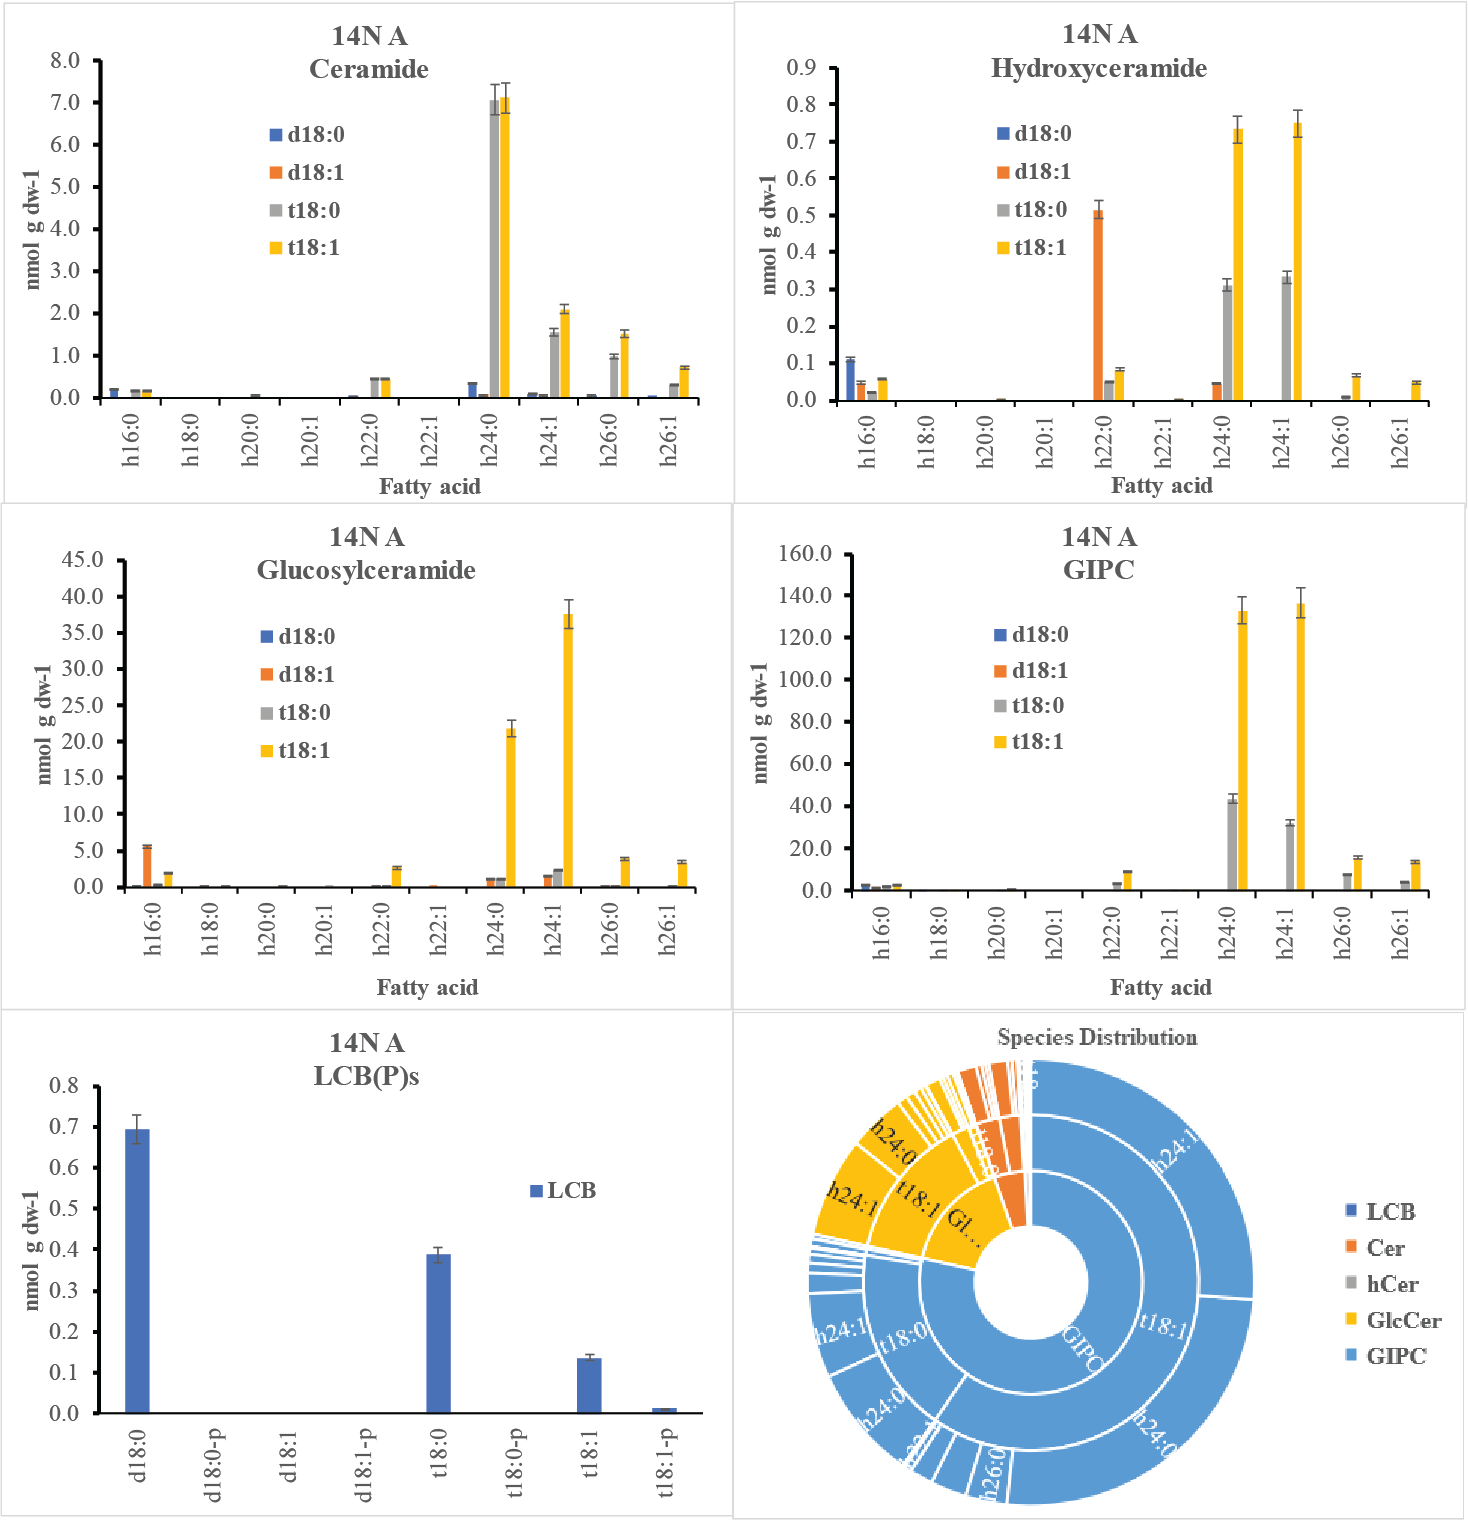 14N A
Ceramide
8.0
7.0
6.0
5.0
4.0
3.0
2.0
1.0
0.0
nmol g dw-1
d18:0
d18:1
t18:0
t18:1
h16:0
h18:0
h20:0
h20:1
h22:0
h22:1
h24:0
h24:1
h26:0
h26:1
Fatty acid
14N A
Hydroxyceramide
0.9
0.8
0.7
0.6
0.5
0.4
0.3
0.2
0.1
0.0
nmol g dw-1
d18:0
d18:1
t18:0
t18:1
h16:0
h18:0
h20:0
h20:1
h22:0
h22:1
h24:0
h24:1
h26:0
h26:1
Fatty acid
14N A
Glucosylceramide
45.0
40.0
35.0
30.0
25.0
20.0
15.0
10.0
5.0
0.0
nmol g dw-1
d18:0
d18:1
t18:0
t18:1
h16:0
h18:0
h20:0
h20:1
h22:0
h22:1
h24:0
h24:1
h26:0
h26:1
Fatty acid
14N A
GIPC
160.0
140.0
120.0
100.0
80.0
60.0
40.0
20.0
0.0
nmol g dw-1
d18:0
d18:1
t18:0
t18:1
h16:0
h18:0
h20:0
h20:1
h22:0
h22:1
h24:0
h24:1
h26:0
h26:1
Fatty acid
14N A
LCB(P)s
0.8
0.7
0.6
0.5
0.4
0.3
0.2
0.1
0.0
nmol g dw-1
LCB
d18:0
d18:0-p
d18:1
d18:1-p
t18:0
t18:0-p
t18:1
t18:1-p
Species Distribution
h24:1
t18:1
GIPC
h24:0
h26:0
h24:0
t18:0
h24:1
h24:1
t18:1
Gl...
h24:0
LCB
Cer
hCer
GlcCer
GIPC